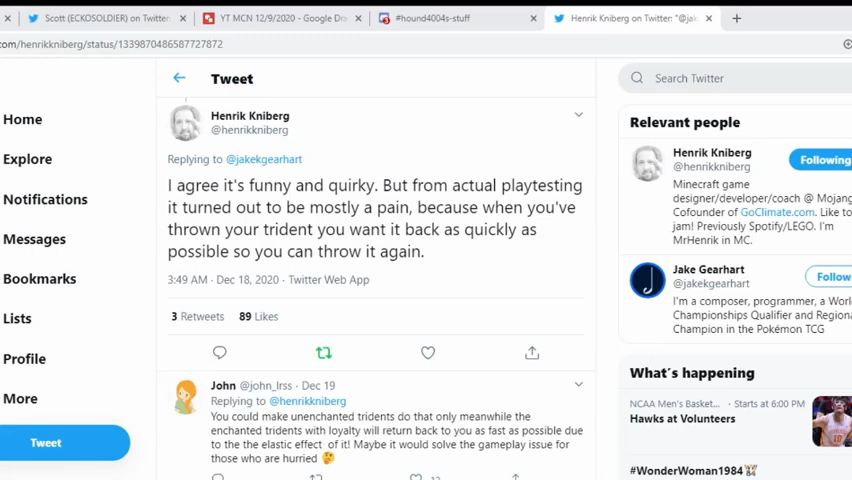 Scott (ECKOSOLDIER) on Twitter
YT MCN 12/9/2020 - Google Dr
#hound4004s-stuff
Henrik Kniberg on Twitter: "@jak
com/henrikkniberg/status/1339870486587727872
Home
Explore
Notifications
Messages
Bookmarks
Lists
Profile
More
Tweet
Tweet
Henrik Kniberg
@henrikkniberg
Replying to @jakekgearhart
I agree it's funny and quirky. But from actual playtesting
it turned out to be mostly a pain, because when you've
thrown your trident you want it back as quickly as
possible so you can throw it again.
3:49 AM · Dec 18, 2020 · Twitter Web App
3 Retweets 89 Likes
John @john_lrss · Dec 19
Replying to @henrikkniberg
You could make unenchanted tridents do that only meanwhile the
enchanted tridents with loyalty will return back to you as fast as possible due
to the the elastic effect of it! Maybe it would solve the gameplay issue for
those who are hurried 🤔
Search Twitter
Relevant people
Henrik Kniberg
@henrikkniberg
Following
Minecraft game
designer/developer/coach @ Mojang
Cofounder of GoClimate.com. Like to
jam! Previously Spotify/LEGO. I'm
MrHenrik in MC.
Jake Gearhart
@jakekgearhart
Follow
I'm a composer, programmer, a World
Championships Qualifier and Regional
Champion in the Pokémon TCG
What's happening
NCAA Men's Basket... · Starts at 6:00 PM
Hawks at Volunteers
#WonderWoman1984